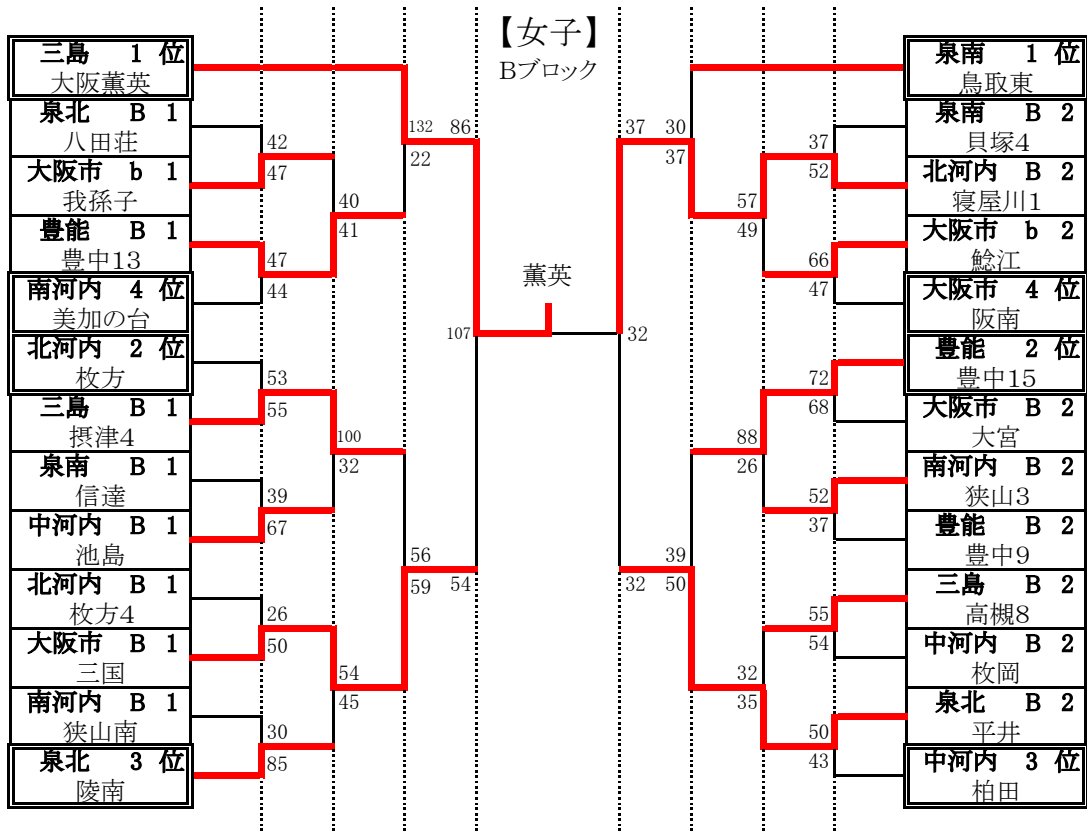 【女子】
Bブロック
三島 1 位
大阪薫英
泉北 B 1
八田荘
大阪市 b 1
我孫子
豊能 B 1
豊中13
南河内 4 位
美加の台
北河内 2 位
枚方
三島 B 1
摂津4
泉南 B 1
信達
中河内 B 1
池島
北河内 B 1
枚方4
大阪市 B 1
三国
南河内 B 1
狭山南
泉北 3 位
陵南
42
47
47
44
53
55
39
67
26
50
30
85
40
41
100
32
54
45
132
22
56
59
86
54
107
薫英
32
37
32
30
37
39
50
57
49
88
26
32
35
37
52
66
47
72
68
52
37
55
54
50
43
泉南 1 位
鳥取東
泉南 B 2
貝塚4
北河内 B 2
寝屋川1
大阪市 b 2
鯰江
大阪市 4 位
阪南
豊能 2 位
豊中15
大阪市 B 2
大宮
南河内 B 2
狭山3
豊能 B 2
豊中9
三島 B 2
高槻8
中河内 B 2
枚岡
泉北 B 2
平井
中河内 3 位
柏田